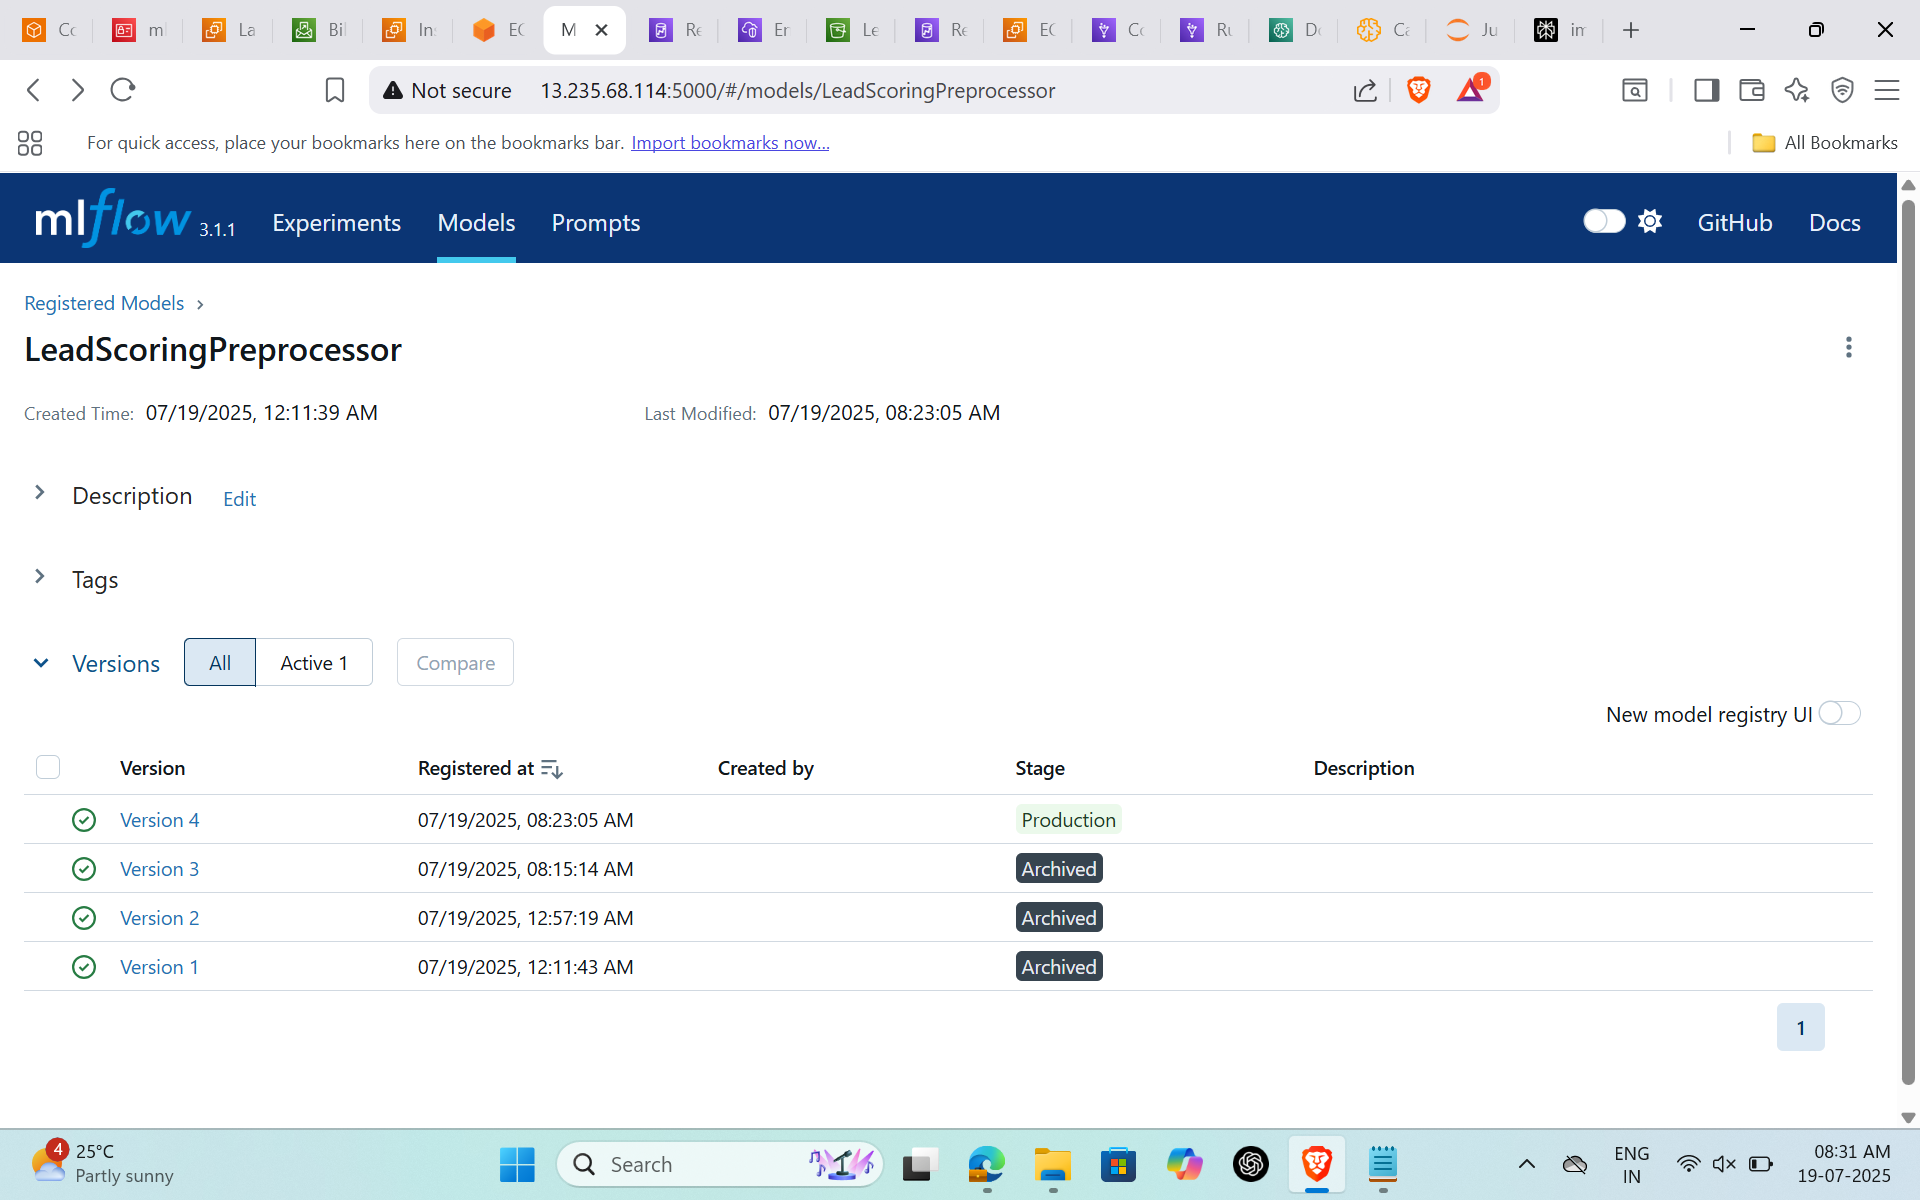 Co
ml
La
Bil
In
EC
M
Re
Er
Le
Re
EC
Co
Ru
Do
Ca
Ju
im
Not secure 13.235.68.114:5000/#/models/LeadScoringPreprocessor
1
For quick access, place your bookmarks here on the bookmarks bar. Import bookmarks now...
All Bookmarks
mlflow 3.1.1 Experiments Models Prompts GitHub Docs
Registered Models
LeadScoringPreprocessor
Created Time: 07/19/2025, 12:11:39 AM Last Modified: 07/19/2025, 08:23:05 AM
Description Edit
Tags
Versions All Active 1 Compare
New model registry UI
Version Registered at Created by Stage Description
Version 4 07/19/2025, 08:23:05 AM Production
Version 3 07/19/2025, 08:15:14 AM Archived
Version 2 07/19/2025, 12:57:19 AM Archived
Version 1 07/19/2025, 12:11:43 AM Archived
1
4
25°C
Partly sunny
Search
ENG
IN
08:31 AM
19-07-2025